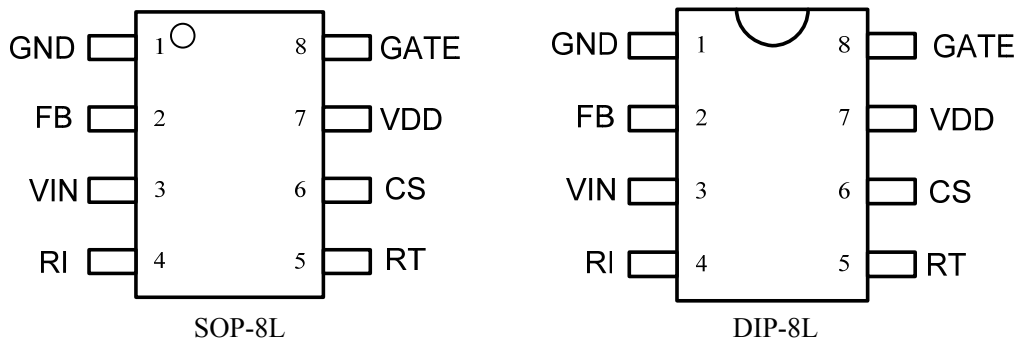 GND 1 8 GATE GND 1 8 GATE
FB 2 7 VDD FB 2 7 VDD
VIN 3 6 CS VIN 3 6 CS
RI 4 5 RT RI 4 5 RT
SOP-8L DIP-8L